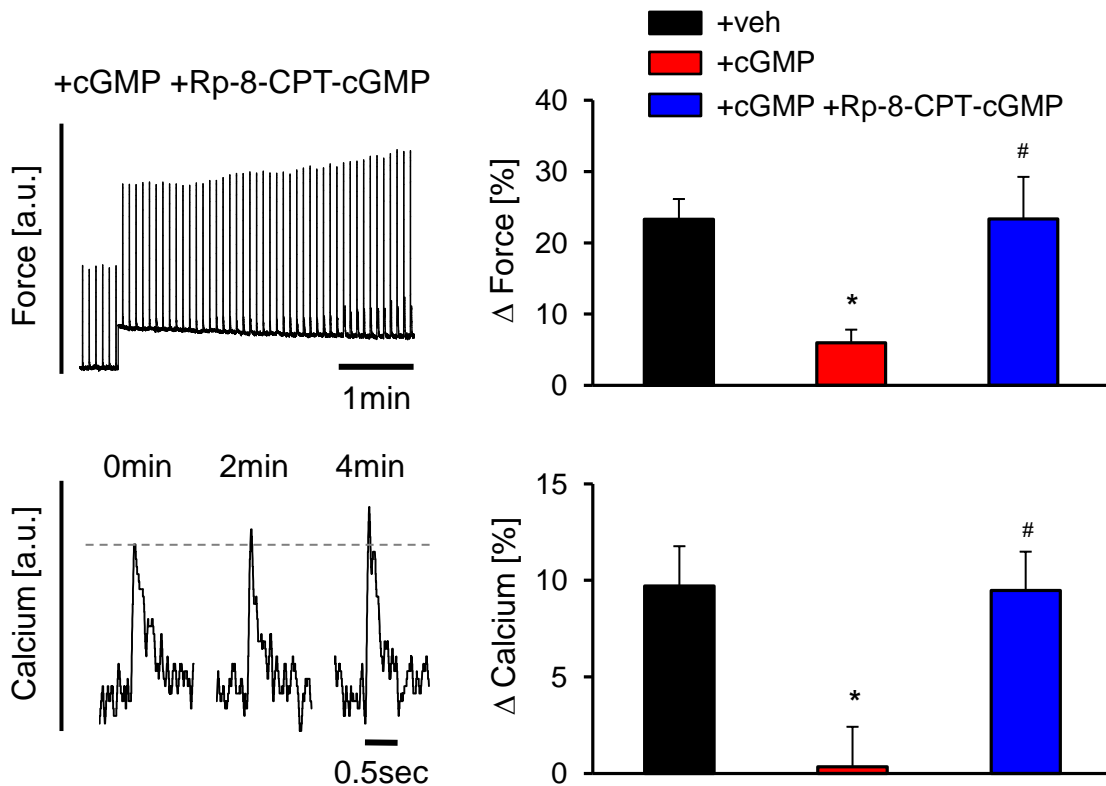 +cGMP +Rp-8-CPT-cGMP
Force [a.u.]
1min
0min 2min 4min
Calcium [a.u.]
0.5sec
+veh
+cGMP
+cGMP +Rp-8-CPT-cGMP
Δ Force [%]
40
30
20
10
0
*
#
Δ Calcium [%]
15
10
5
0
*
#